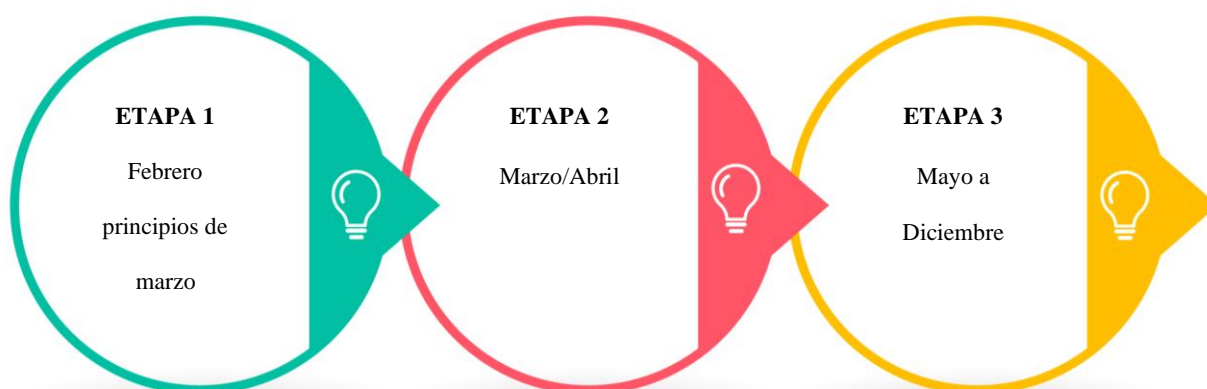 ETAPA 1
Febrero
principios de
marzo
ETAPA 2
Marzo/Abril
ETAPA 3
Mayo a
Diciembre